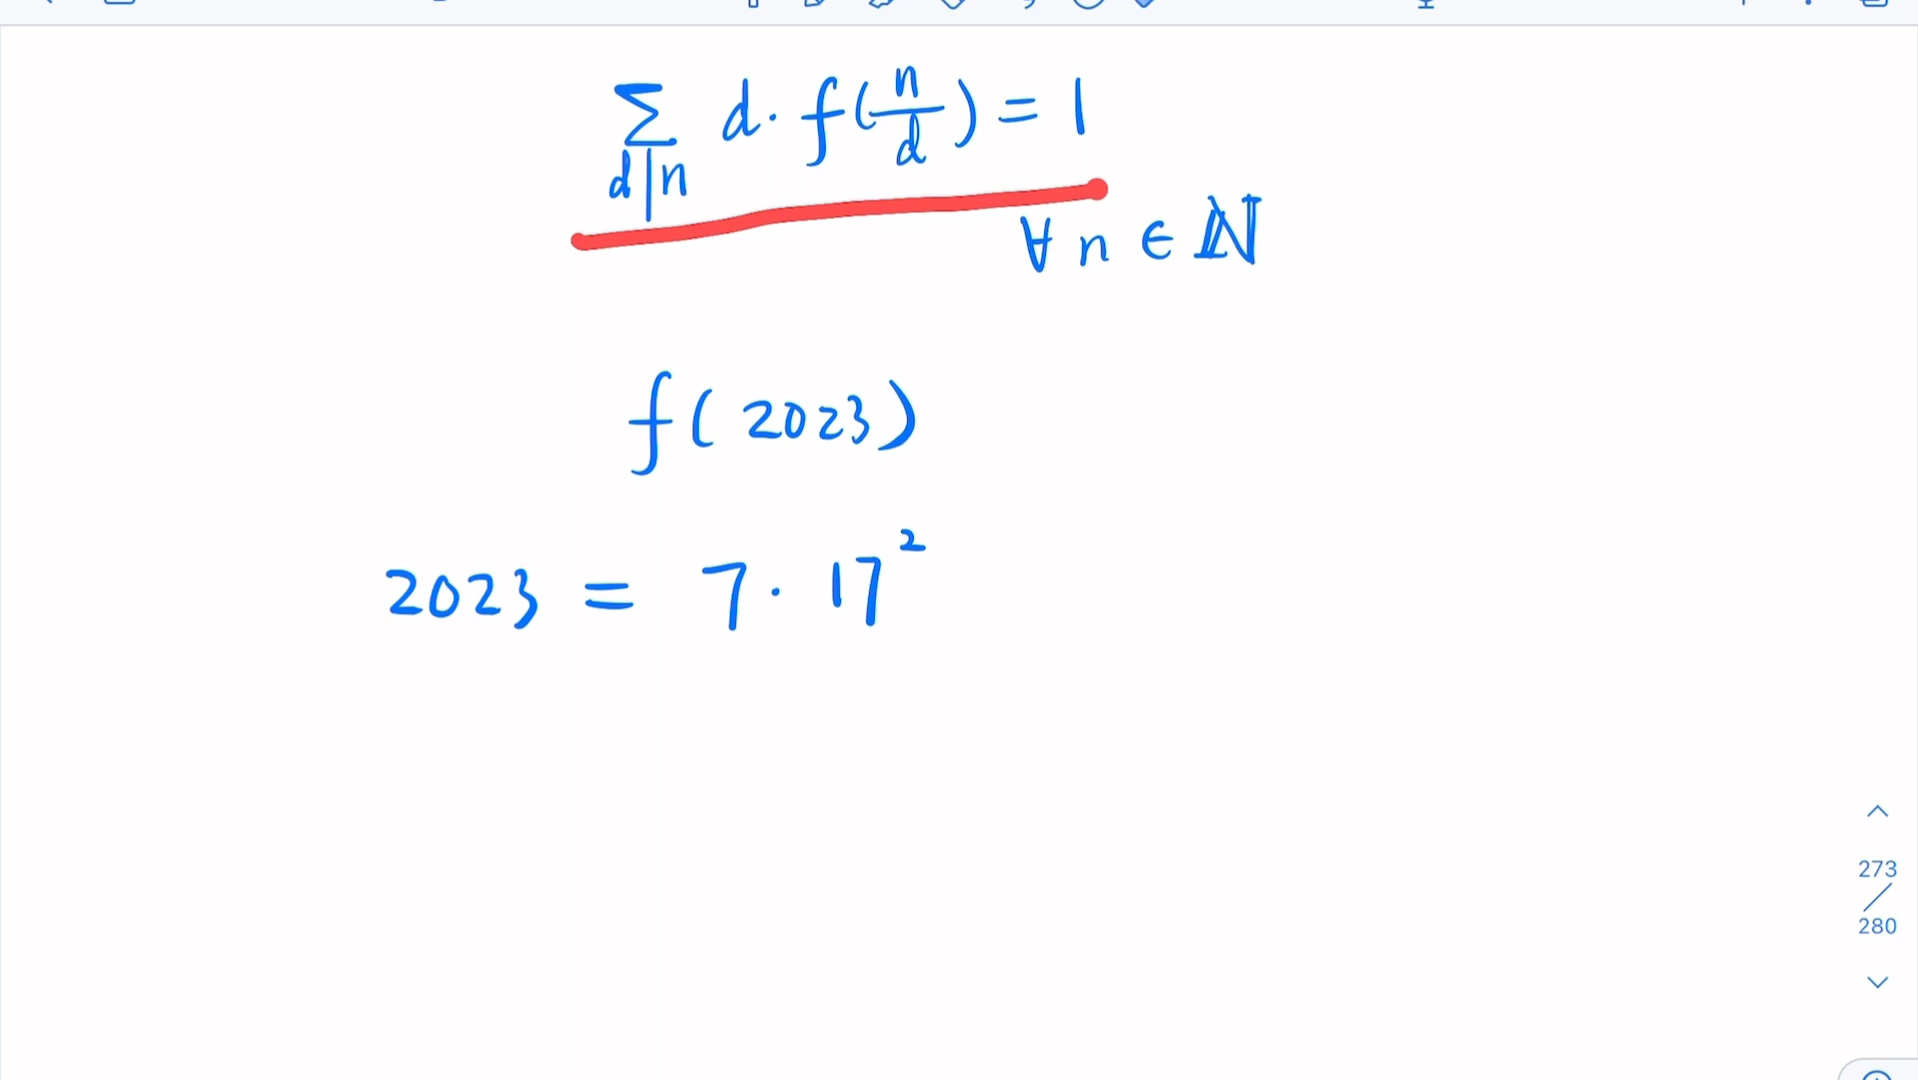 ∑ d·f(n/d) = 1
d|n
∀ n ∈ ℕ
f(2023)
2023 = 7·17²
273
/
280